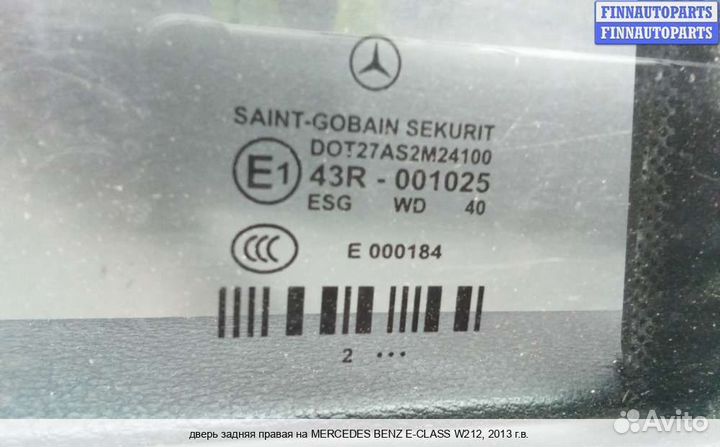 FINNAUTOPARTS
FINNAUTOPARTS
SAINT-GOBAIN SEKURIT
DOT27AS2M24100
E1 43R - 001025
ESG WD 40
CCC E 000184
2 •••
Avito
дверь задняя правая на MERCEDES BENZ E-CLASS W212, 2013 г.в.